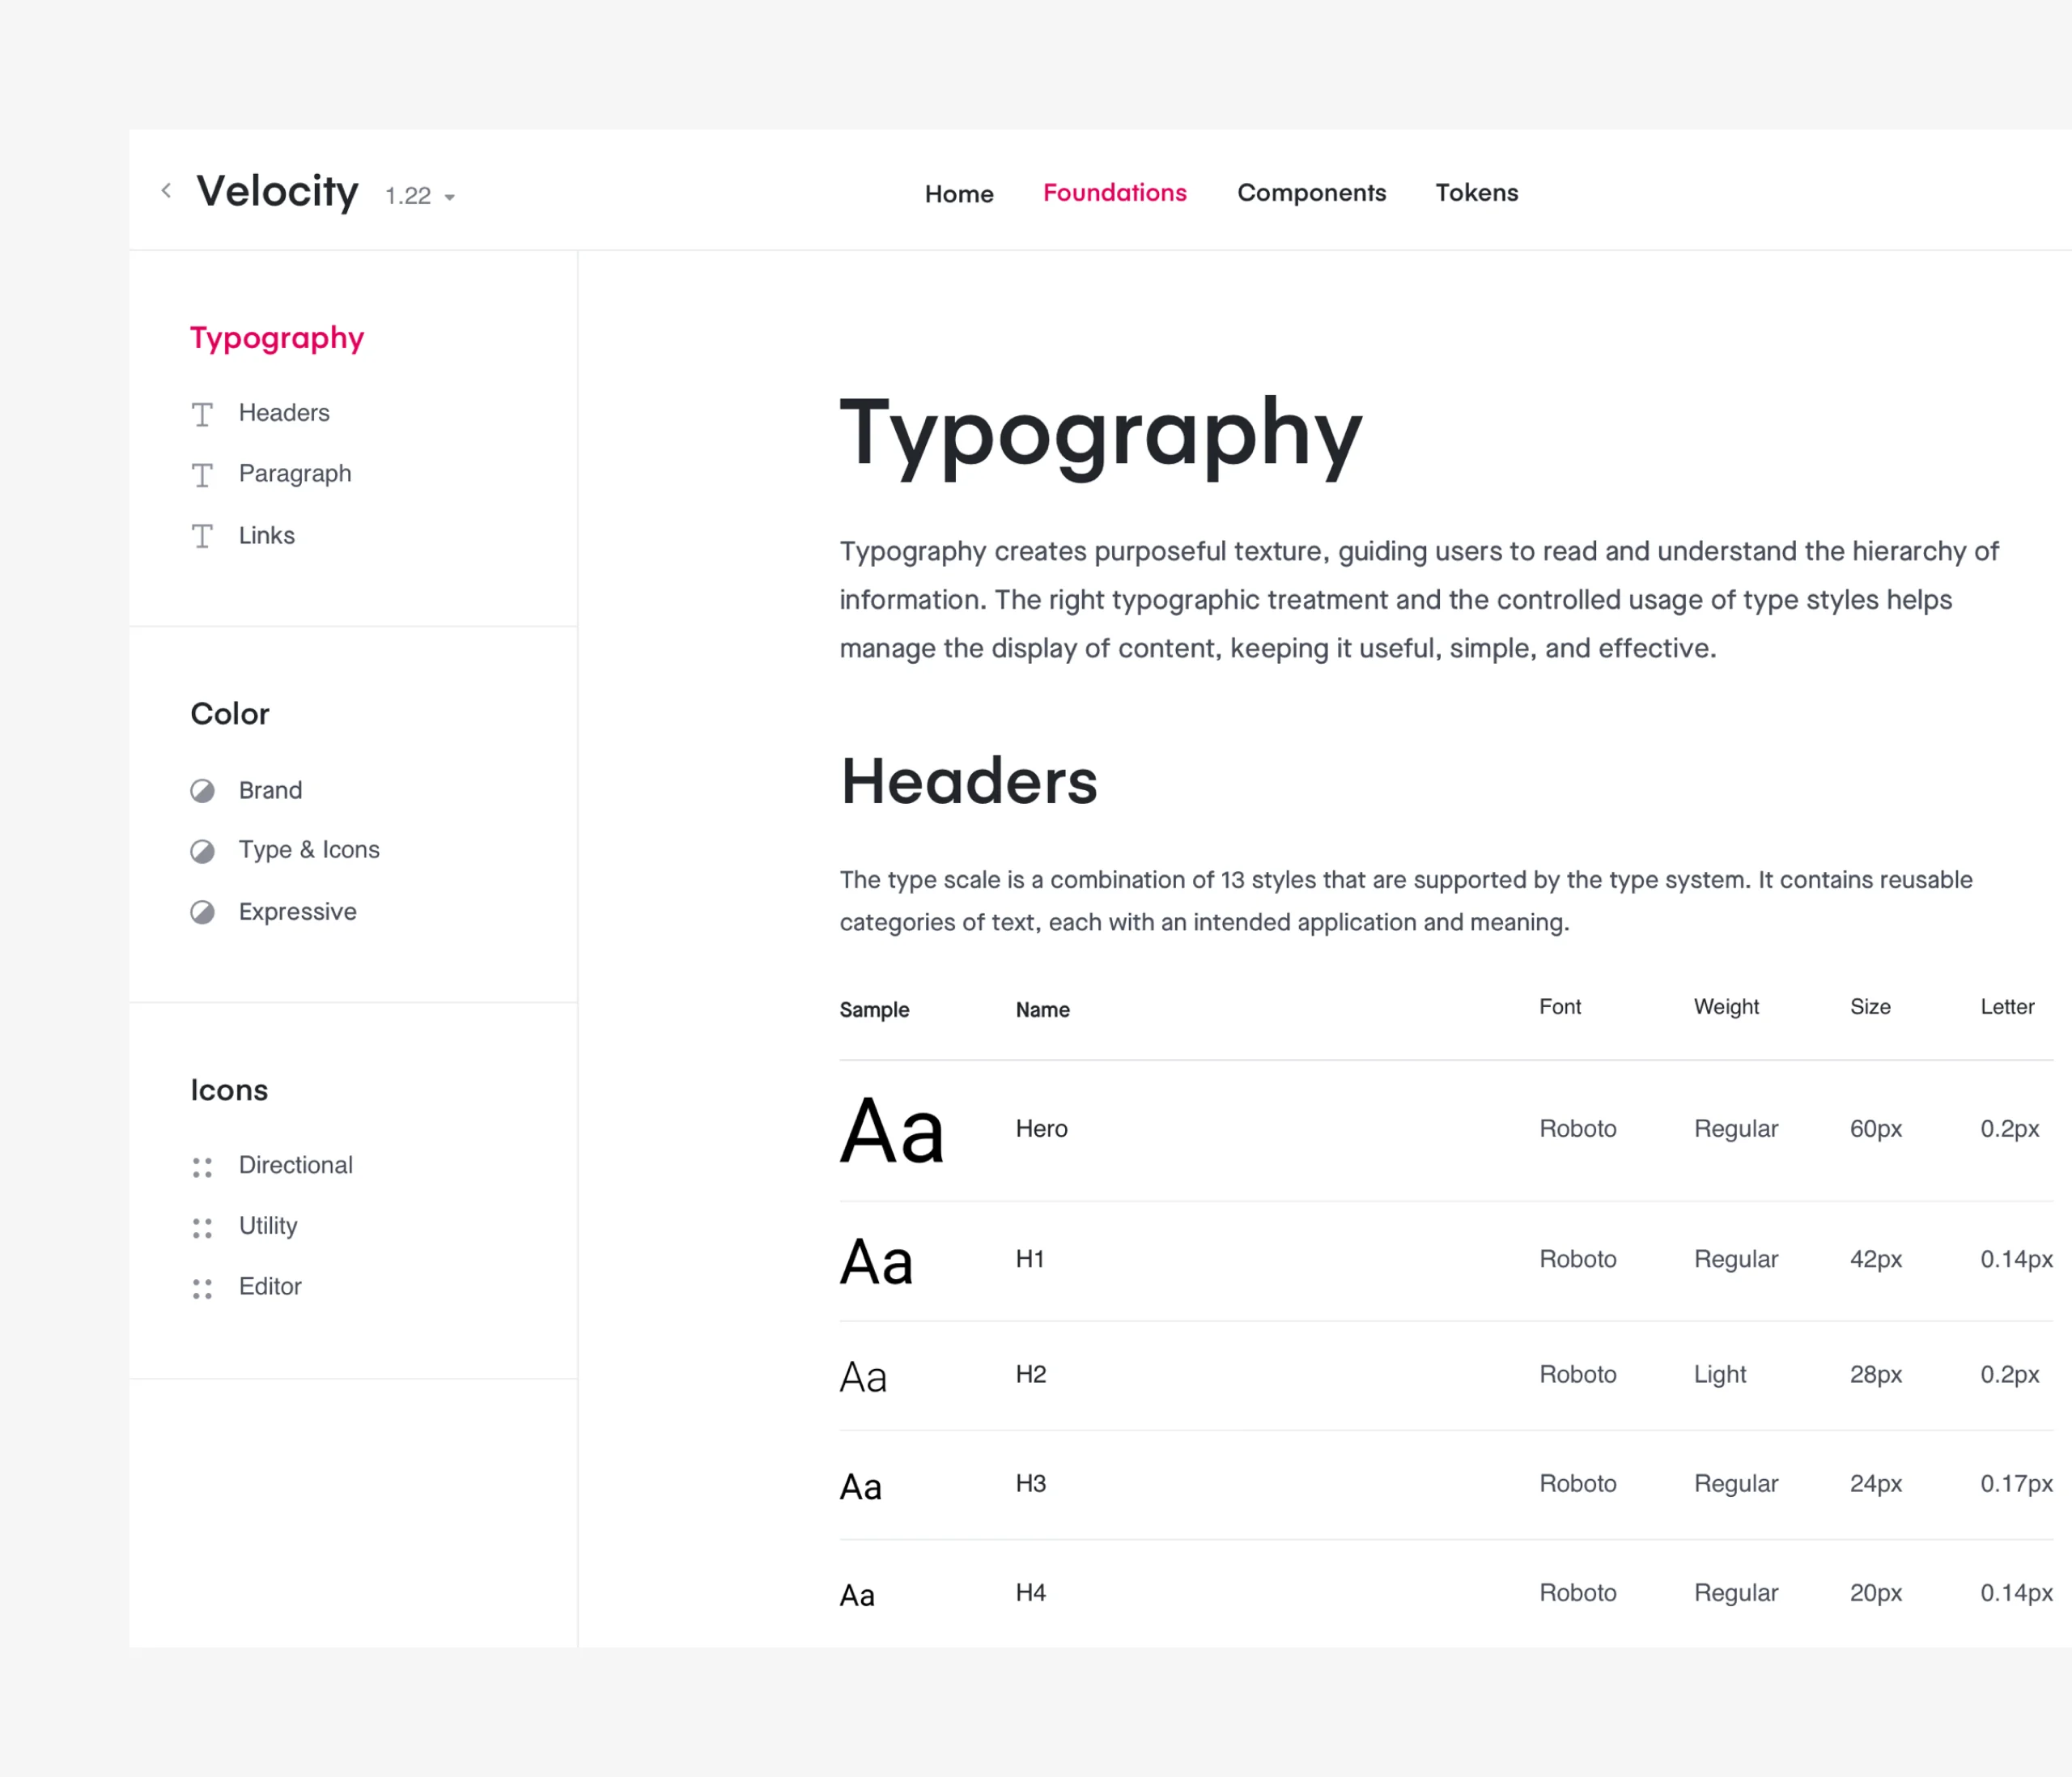 Velocity 1.22
Home Foundations Components Tokens
Typography
Headers
Paragraph
Links
Color
Brand
Type & Icons
Expressive
Icons
Directional
Utility
Editor
Typography
Typography creates purposeful texture, guiding users to read and understand the hierarchy of
information. The right typographic treatment and the controlled usage of type styles helps
manage the display of content, keeping it useful, simple, and effective.
Headers
The type scale is a combination of 13 styles that are supported by the type system. It contains reusable
categories of text, each with an intended application and meaning.
Sample Name Font Weight Size Letter
Aa Hero Roboto Regular 60px 0.2px
Aa H1 Roboto Regular 42px 0.14px
Aa H2 Roboto Light 28px 0.2px
Aa H3 Roboto Regular 24px 0.17px
Aa H4 Roboto Regular 20px 0.14px